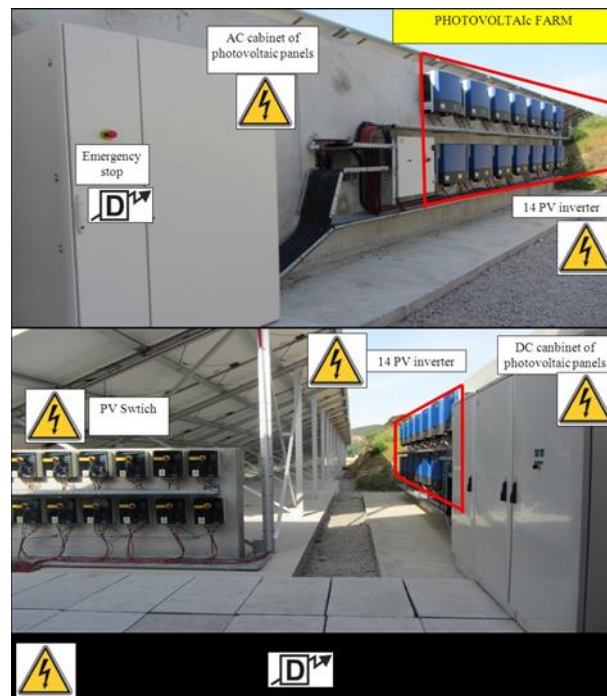 PHOTOVOLTAIc FARM
AC cabinet of
photovoltaic panels
Emergency
stop
D
14 PV inverter
14 PV inverter
DC canbinet of
photovoltaic panels
PV Swtich
D